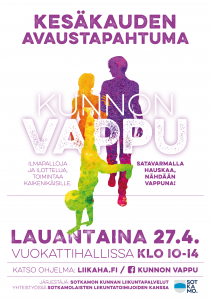 KESÄKAUDEN
AVAUSTAPAHTUMA
KUNNON
VAPPU
ILMAPALLOJA
JA ILOTTELUA,
TOIMINTAA
KAIKENIKÄISILLE
SATAVARMALLA
HAUSKAA,
NÄHDÄÄN
VAPPUNA!
LAUANTAINA 27.4.
VUOKATTIHALLISSA KLO 10-14
KATSO OHJELMA: LIIKAHA.FI / f KUNNON VAPPU
JÄRJESTÄJÄ: SOTKAMON KUNNAN LIIKUNTAPALVELUT
YHTEISTYÖSSÄ SOTKAMOLAISTEN LIIKUNTATOIMIJOIDEN KANSSA
SOT
KA
MO.